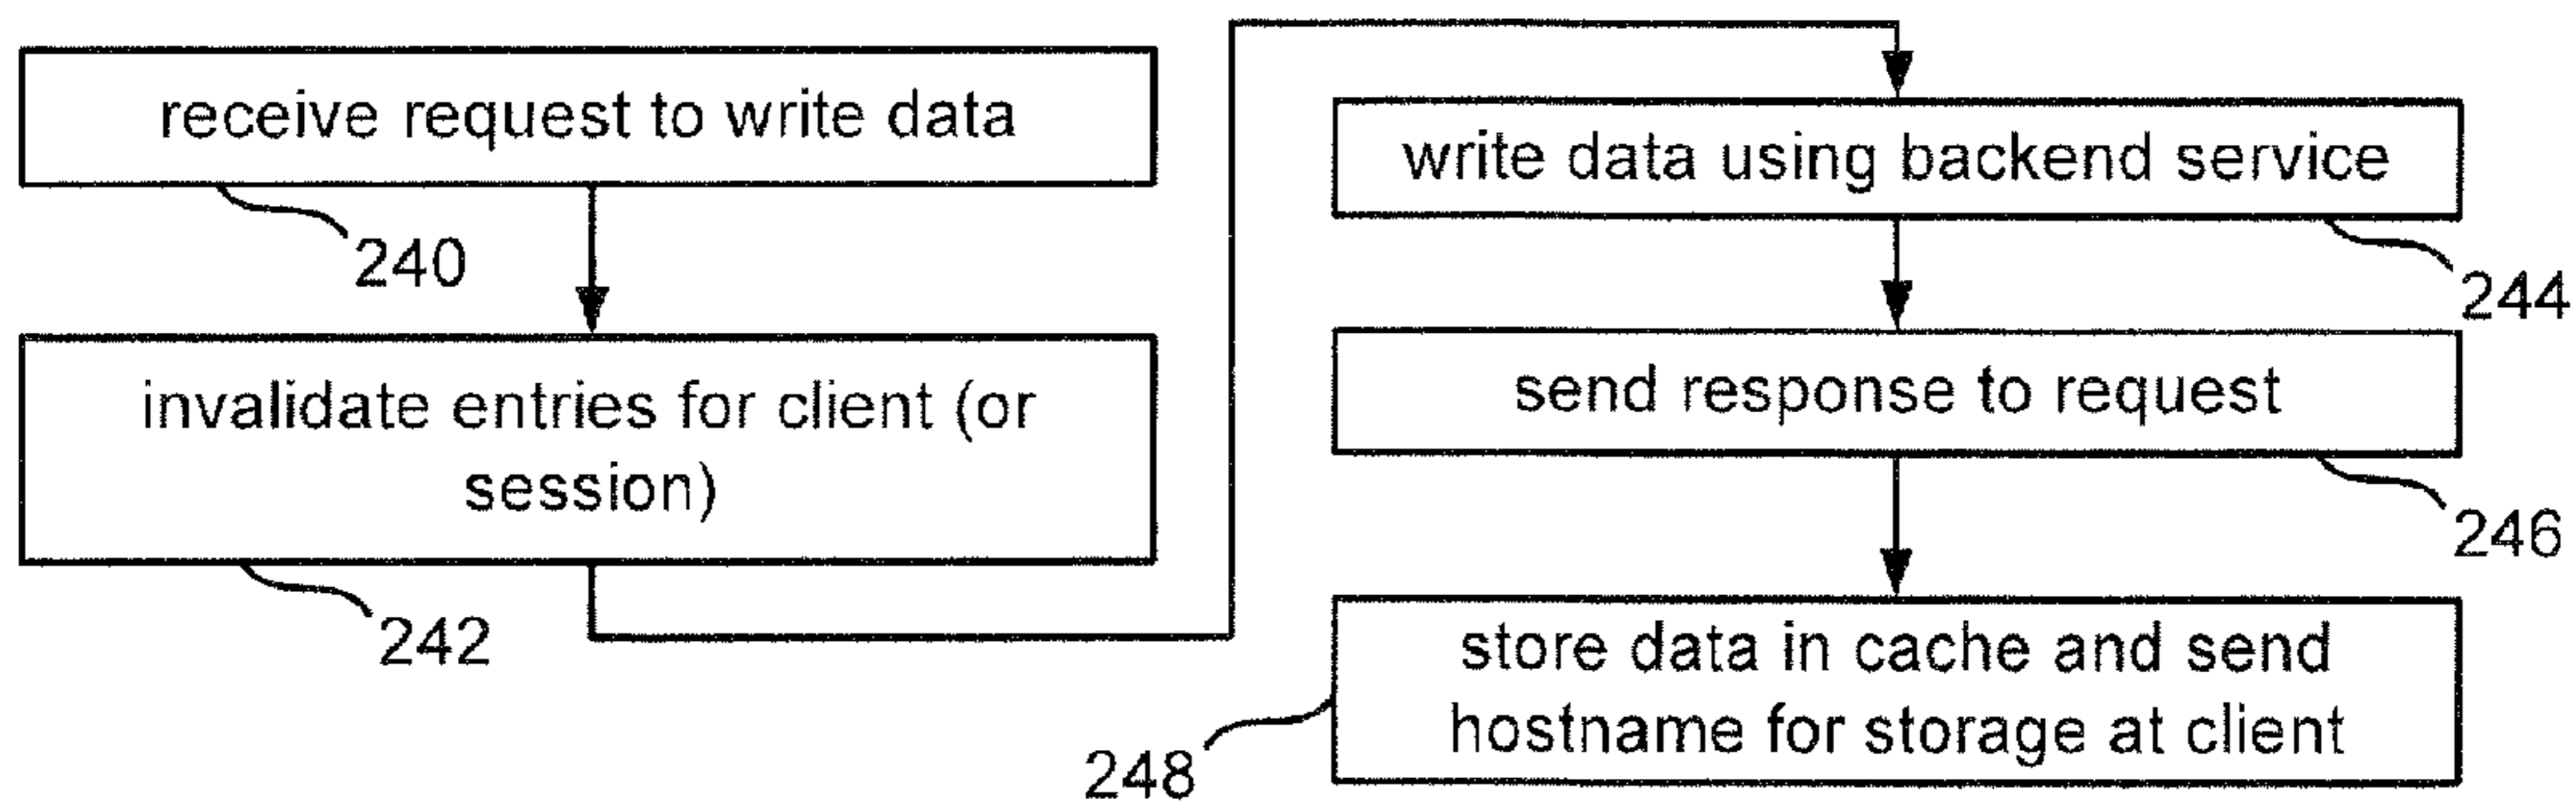 receive request to write data
240
invalidate entries for client (or
session)
242
write data using backend service
244
send response to request
246
store data in cache and send
hostname for storage at client
248